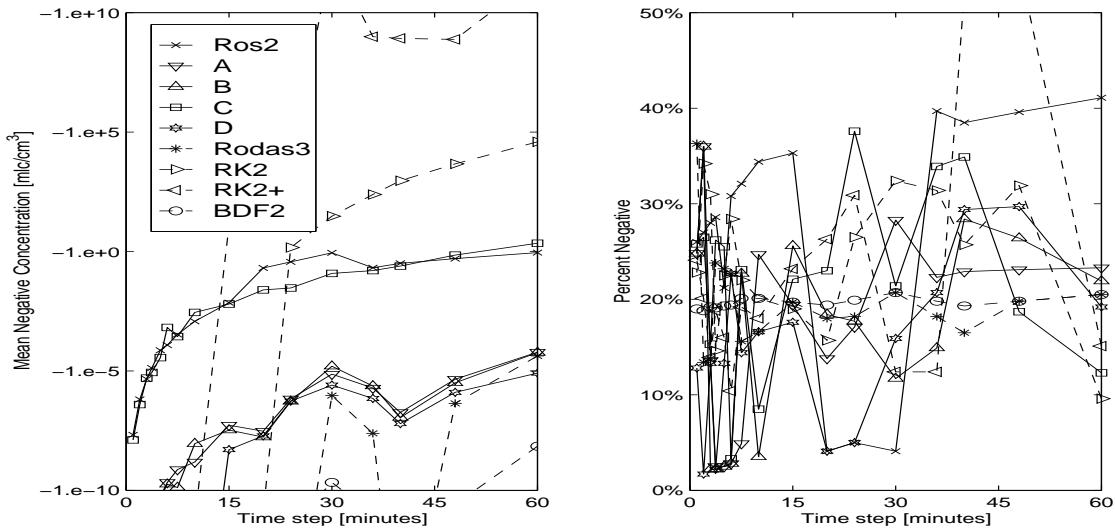 −1.e+10
−1.e+5
−1.e+0
−1.e−5
−1.e−10
Mean Negative Concentration [mlc/cm³]
Ros2
A
B
C
D
Rodas3
RK2
RK2+
BDF2
0
15
30
45
60
Time step [minutes]
50%
40%
30%
20%
10%
0%
Percent Negative
0
15
30
45
60
Time step [minutes]